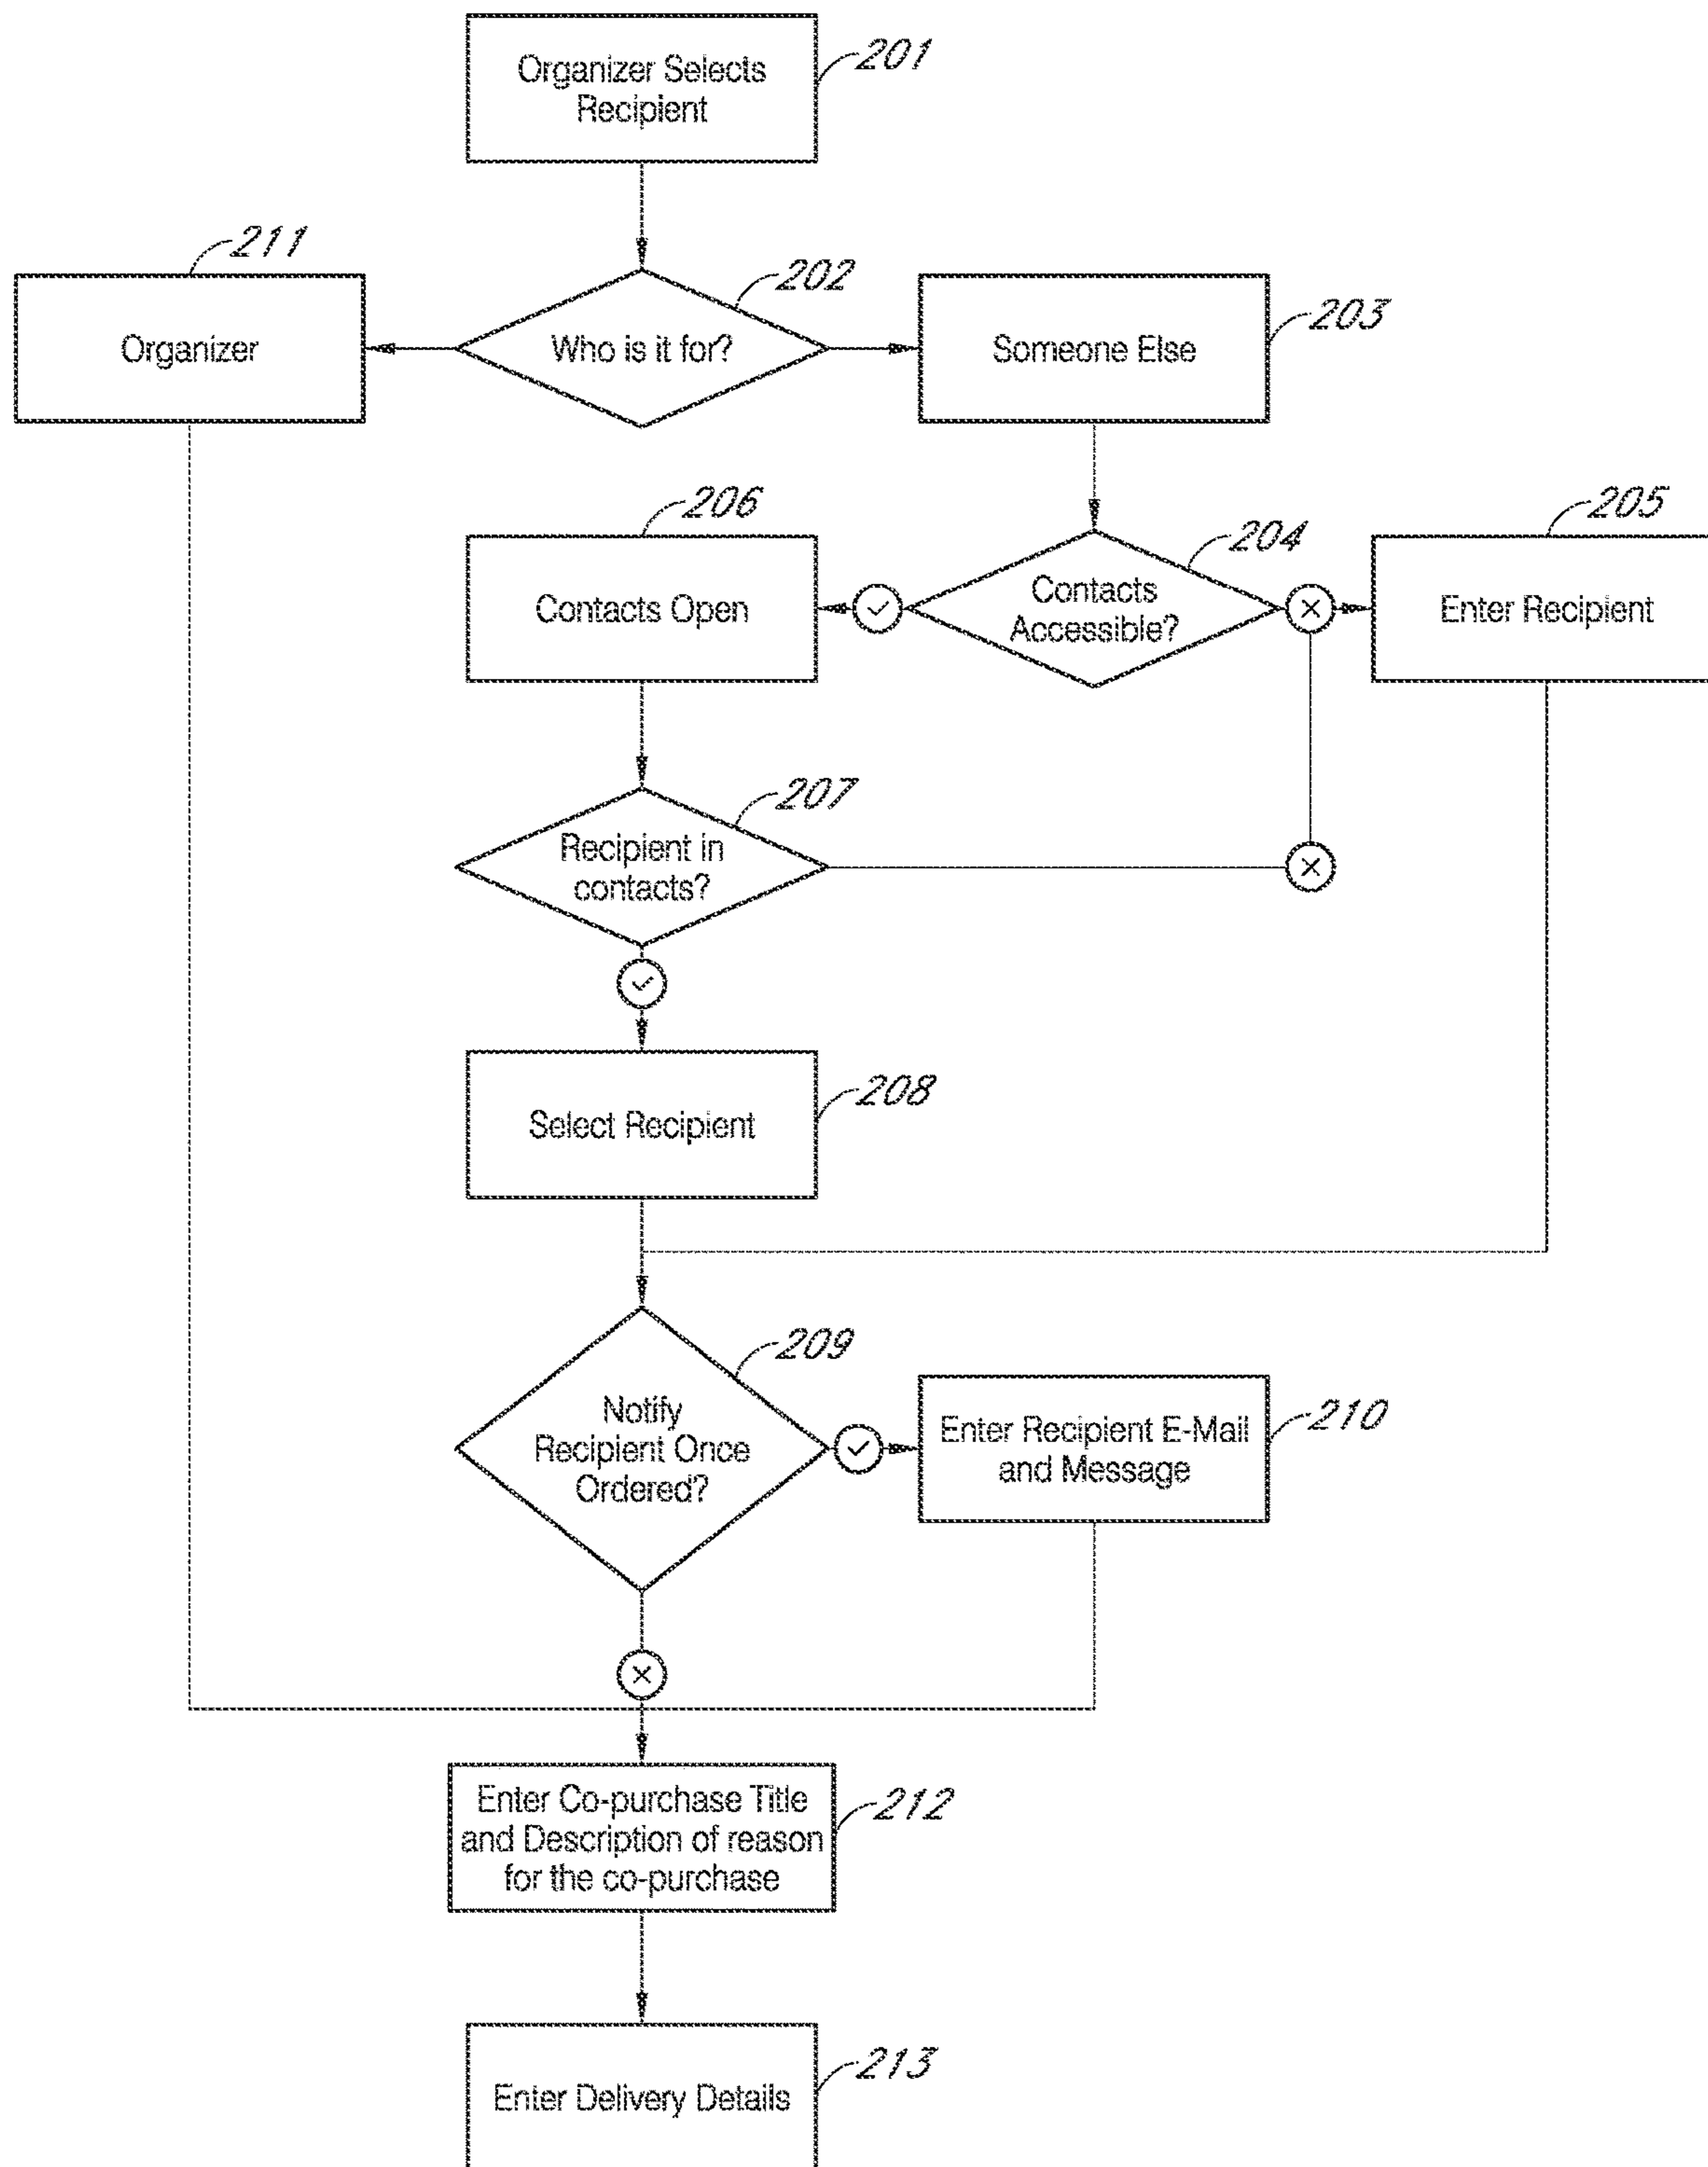 Organizer Selects
Recipient
201
211
202
203
Organizer
Who is it for?
Someone Else
206
204
205
Contacts Open
Contacts
Accessible?
Enter Recipient
207
Recipient in
contacts?
208
Select Recipient
209
Notify
Recipient Once
Ordered?
210
Enter Recipient E-Mail
and Message
212
Enter Co-purchase Title
and Description of reason
for the co-purchase
213
Enter Delivery Details